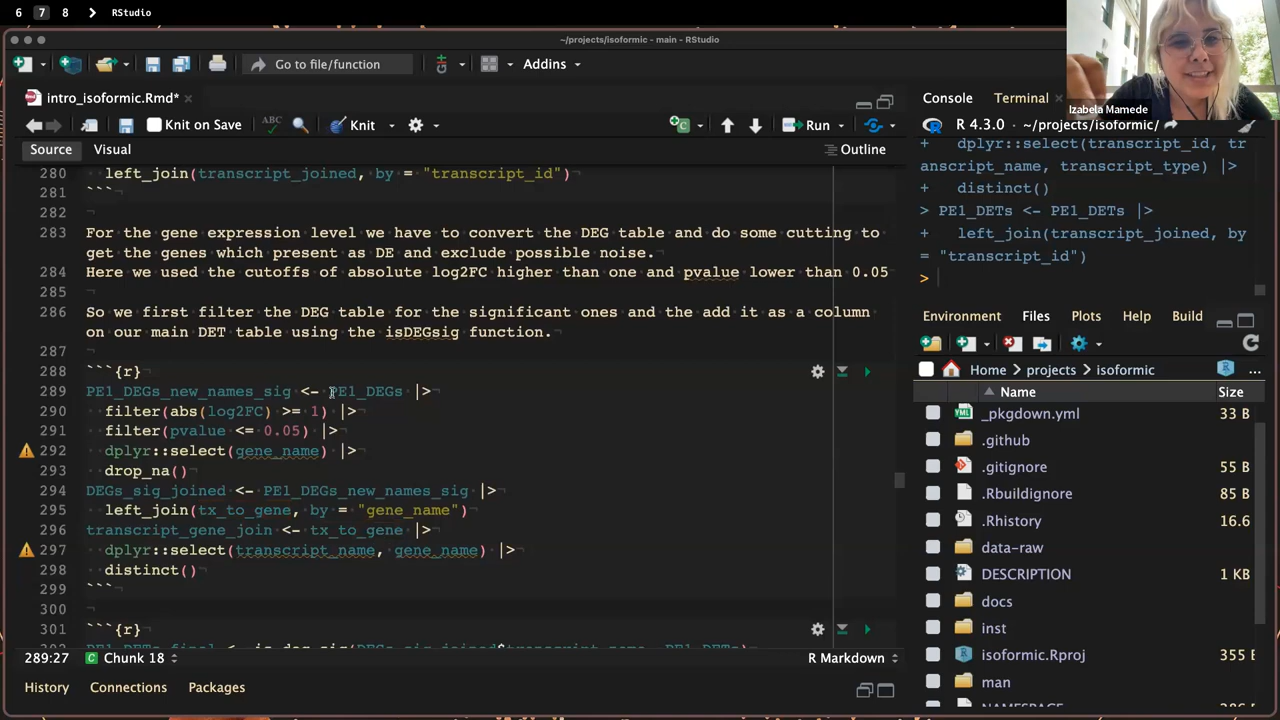 6 7 8 RStudio
~/projects/isoformic - main - RStudio
Go to file/function Addins
Izabela Mamede
intro_isoformic.Rmd*
Knit on Save ABC Knit Run
Source Visual Outline
280 left_join(transcript_joined, by = "transcript_id")
281 ```
282
283 For the gene expression level we have to convert the DEG table and do some cutting to
get the genes which present as DE and exclude possible noise.
284 Here we used the cutoffs of absolute log2FC higher than one and pvalue lower than 0.05
285
286 So we first filter the DEG table for the significant ones and the add it as a column
on our main DET table using the isDEGsig function.
287
288 ```{r}
289 PE1_DEGs_new_names_sig <- PE1_DEGs |>
290 filter(abs(log2FC) >= 1) |>
291 filter(pvalue <= 0.05) |>
292 dplyr::select(gene_name) |>
293 drop_na()
294 DEGs_sig_joined <- PE1_DEGs_new_names_sig |>
295 left_join(tx_to_gene, by = "gene_name")
296 transcript_gene_join <- tx_to_gene |>
297 dplyr::select(transcript_name, gene_name) |>
298 distinct()
299 ```
300
301 ```{r}
289:27 Chunk 18 R Markdown
History Connections Packages
Console Terminal
R 4.3.0 · ~/projects/isoformic/
+ dplyr::select(transcript_id, tr
anscript_name, transcript_type) |>
+ distinct()
> PE1_DETs <- PE1_DETs |>
+ left_join(transcript_joined, by
= "transcript_id")
>
Environment Files Plots Help Build
Home projects isoformic ...
Name Size
_pkgdown.yml 33 B
.github
.gitignore 55 B
.Rbuildignore 85 B
.Rhistory 16.6
data-raw
DESCRIPTION 1 KB
docs
inst
isoformic.Rproj 355 B
man